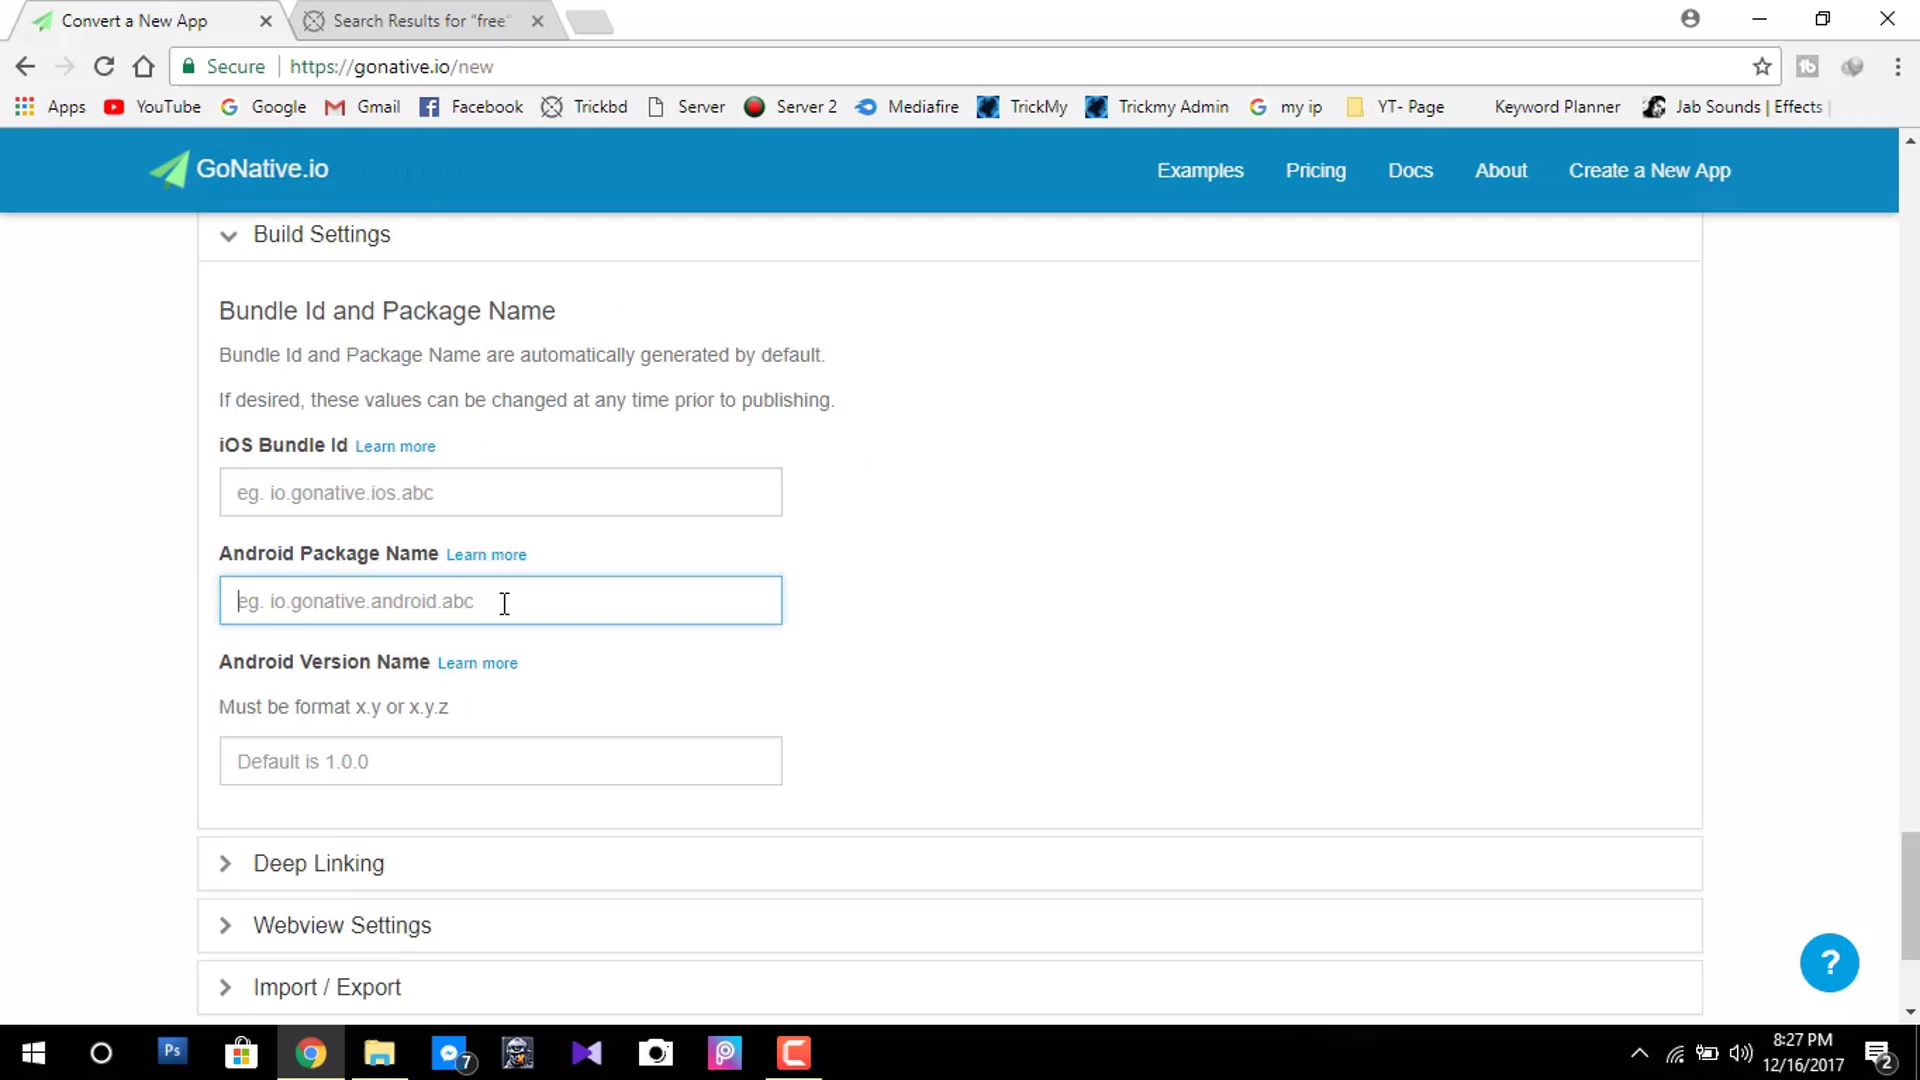 Convert a New App
Search Results for "free"
Secure
https://gonative.io/new
Apps
YouTube
Google
Gmail
Facebook
Trickbd
Server
Server 2
Mediafire
TrickMy
Trickmy Admin
my ip
YT- Page
Keyword Planner
Jab Sounds | Effects
GoNative.io
Examples
Pricing
Docs
About
Create a New App
Build Settings
Bundle Id and Package Name
Bundle Id and Package Name are automatically generated by default.
If desired, these values can be changed at any time prior to publishing.
iOS Bundle Id Learn more
eg. io.gonative.ios.abc
Android Package Name Learn more
eg. io.gonative.android.abc
Android Version Name Learn more
Must be format x.y or x.y.z
Default is 1.0.0
Deep Linking
Webview Settings
Import / Export
?
Ps
7
8:27 PM
12/16/2017
2